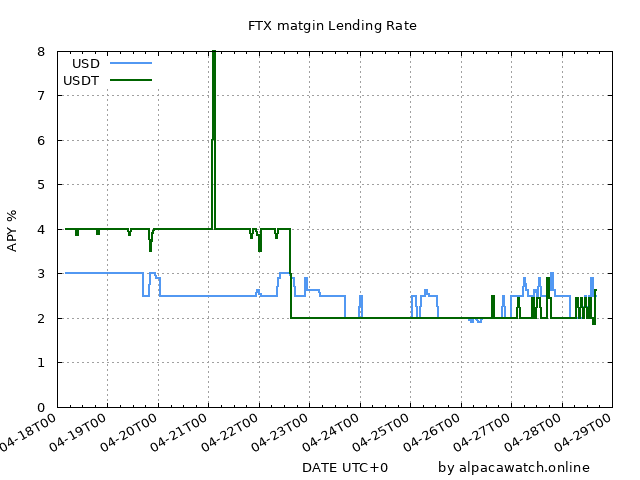 FTX matgin Lending Rate
USD
USDT
8
7
6
5
4
3
2
1
0
APY %
04-18T00
04-19T00
04-20T00
04-21T00
04-22T00
04-23T00
04-24T00
04-25T00
04-26T00
04-27T00
04-28T00
04-29T00
DATE UTC+0
by alpacawatch.online